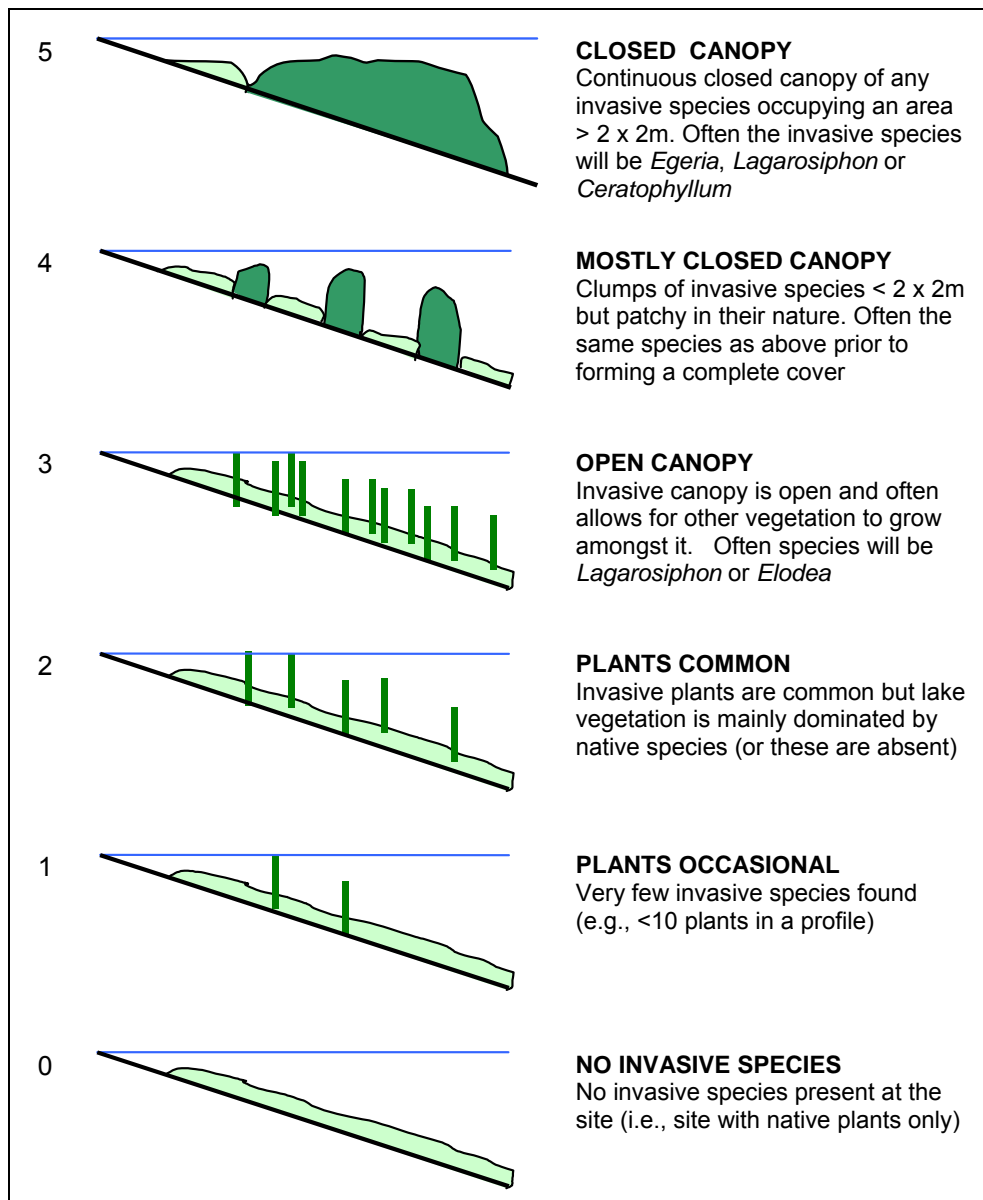 5
CLOSED CANOPY
Continuous closed canopy of any
invasive species occupying an area
> 2 x 2m. Often the invasive species
will be Egeria, Lagarosiphon or
Ceratophyllum
4
MOSTLY CLOSED CANOPY
Clumps of invasive species < 2 x 2m
but patchy in their nature. Often the
same species as above prior to
forming a complete cover
3
OPEN CANOPY
Invasive canopy is open and often
allows for other vegetation to grow
amongst it. Often species will be
Lagarosiphon or Elodea
2
PLANTS COMMON
Invasive plants are common but lake
vegetation is mainly dominated by
native species (or these are absent)
1
PLANTS OCCASIONAL
Very few invasive species found
(e.g., <10 plants in a profile)
0
NO INVASIVE SPECIES
No invasive species present at the
site (i.e., site with native plants only)